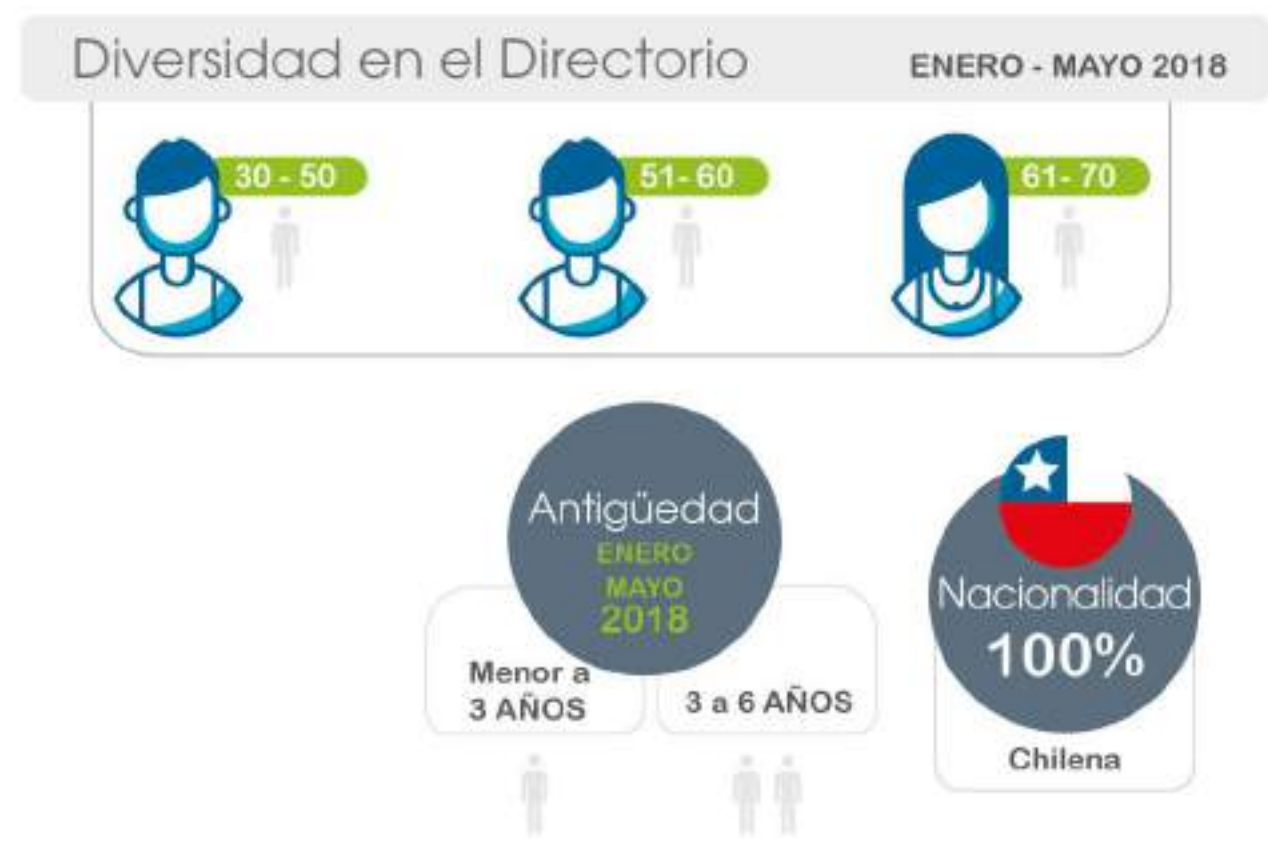 Diversidad en el Directorio
ENERO - MAYO 2018
30 - 50
51- 60
61- 70
Antigüedad
ENERO
MAYO
2018
Menor a
3 AÑOS
3 a 6 AÑOS
Nacionalidad
100%
Chilena